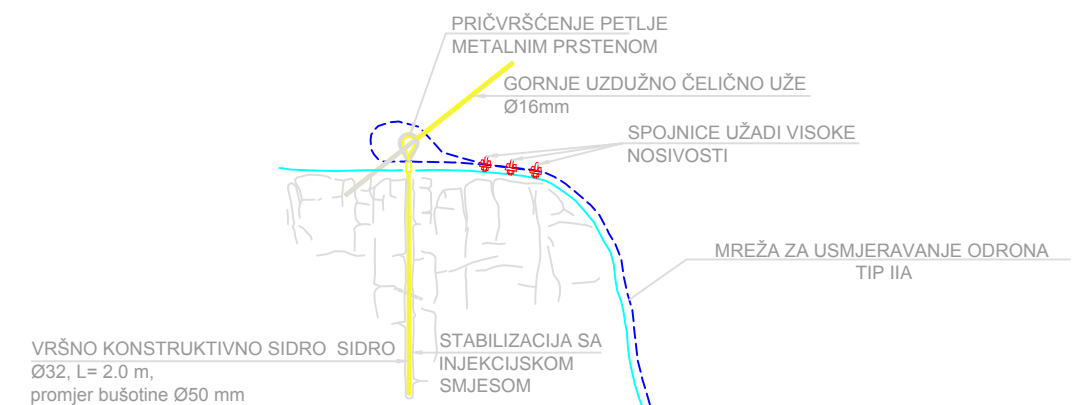 PRIČVRŠĆENJE PETLJE
METALNIM PRSTENOM
GORNJE UZDUŽNO ČELIČNO UŽE
Ø16mm
SPOJNICE UŽADI VISOKE
NOSIVOSTI
MREŽA ZA USMJERAVANJE ODRONA
TIP IIA
VRŠNO KONSTRUKTIVNO SIDRO SIDRO
Ø32, L= 2.0 m,
promjer bušotine Ø50 mm
STABILIZACIJA SA
INJEKCIJSKOM
SMJESOM